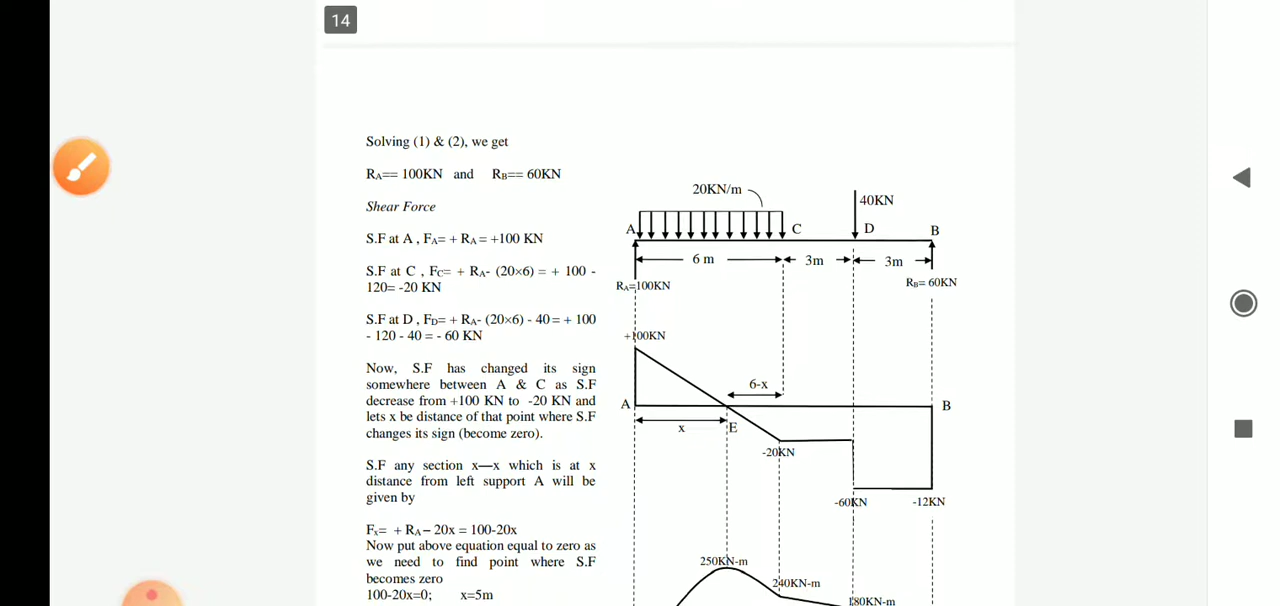 14
Solving (1) & (2), we get
RA== 100KN and RB== 60KN
Shear Force
S.F at A , FA= + RA = +100 KN
S.F at C , FC= + RA- (20×6) = + 100 -
120= -20 KN
S.F at D , FD= + RA- (20×6) - 40 = + 100
- 120 - 40 = - 60 KN
Now, S.F has changed its sign
somewhere between A & C as S.F
decrease from +100 KN to -20 KN and
lets x be distance of that point where S.F
changes its sign (become zero).
S.F any section x—x which is at x
distance from left support A will be
given by
Fx= + RA – 20x = 100-20x
Now put above equation equal to zero as
we need to find point where S.F
becomes zero
100-20x=0; x=5m
20KN/m
40KN
A C D B
6 m 3m 3m
RA=100KN RB= 60KN
+100KN
6-x
A B
x E
-20KN
-60KN -12KN
250KN-m
240KN-m
180KN-m